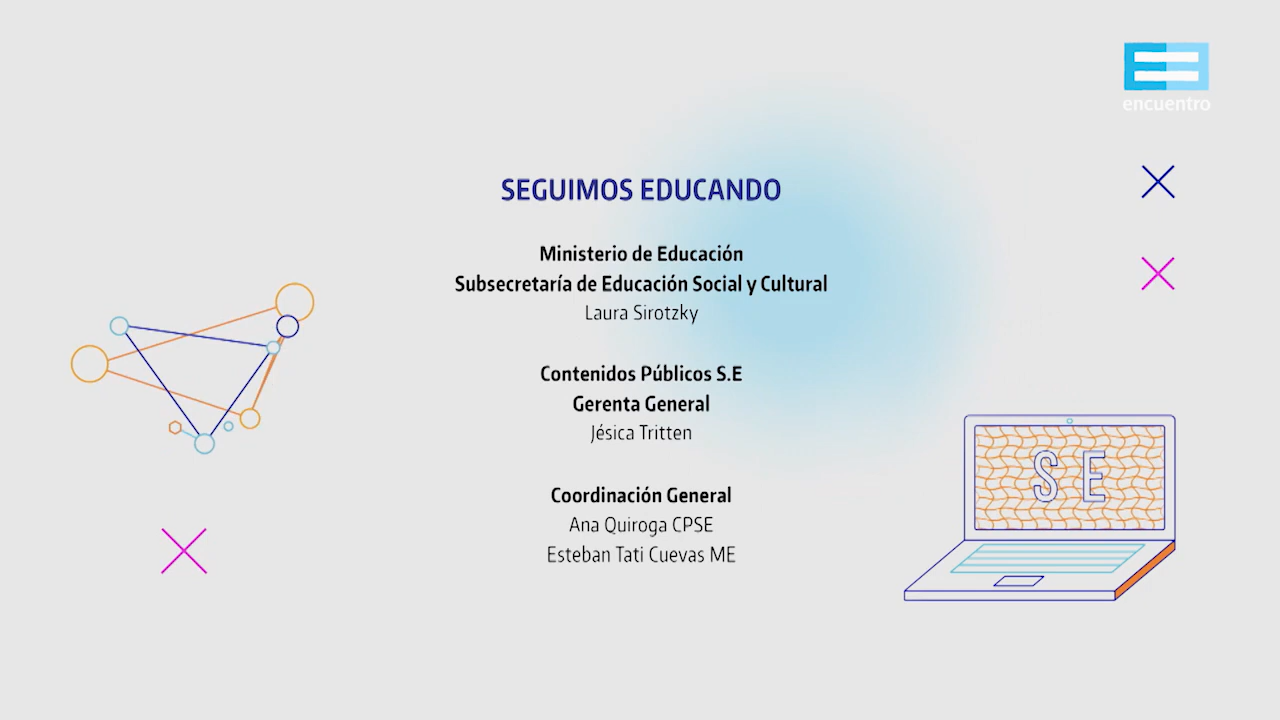 encuentro
SEGUIMOS EDUCANDO
Ministerio de Educación
Subsecretaría de Educación Social y Cultural
Laura Sirotzky
Contenidos Públicos S.E
Gerenta General
Jésica Tritten
Coordinación General
Ana Quiroga CPSE
Esteban Tati Cuevas ME
S E